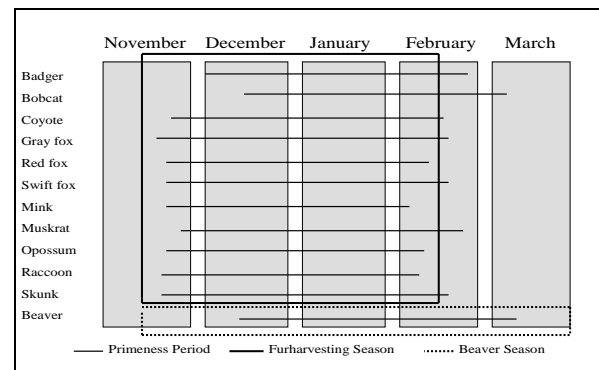 November December January February March
Badger
Bobcat
Coyote
Gray fox
Red fox
Swift fox
Mink
Muskrat
Opossum
Raccoon
Skunk
Beaver
Primeness Period Furharvesting Season Beaver Season